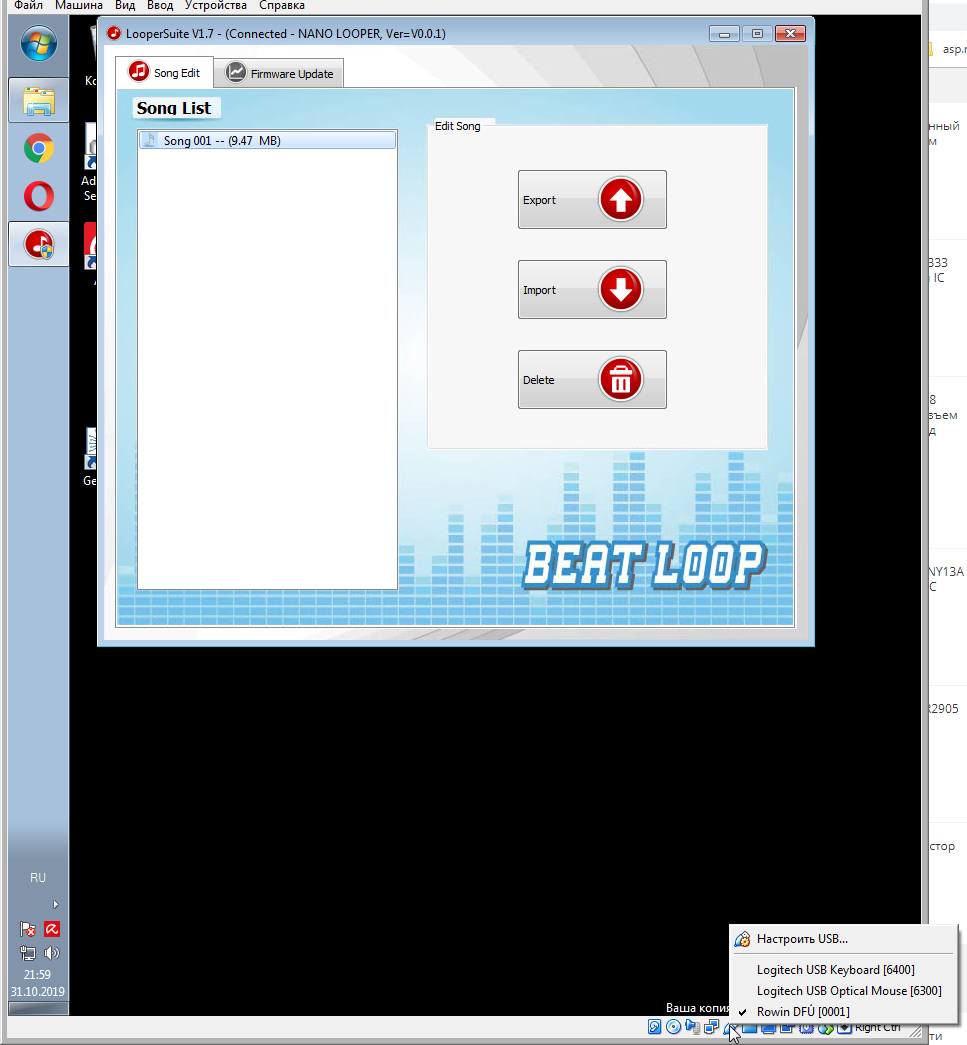 Файл Машина Вид Ввод Устройства Справка
LooperSuite V1.7 - (Connected - NANO LOOPER, Ver=V0.0.1)
Song Edit
Firmware Update
Song List
Song 001 -- (9.47 MB)
Edit Song
Export
Import
Delete
BEAT LOOP
Ko
Ad
Se
Ge
asp.r
нный
м
333
IC
8
зъем
д
NY13A
C
2905
стор
ти
RU
21:59
31.10.2019
Ваша копия
Настроить USB...
Logitech USB Keyboard [6400]
Logitech USB Optical Mouse [6300]
Rowin DFÙ [0001]
Right Ctrl